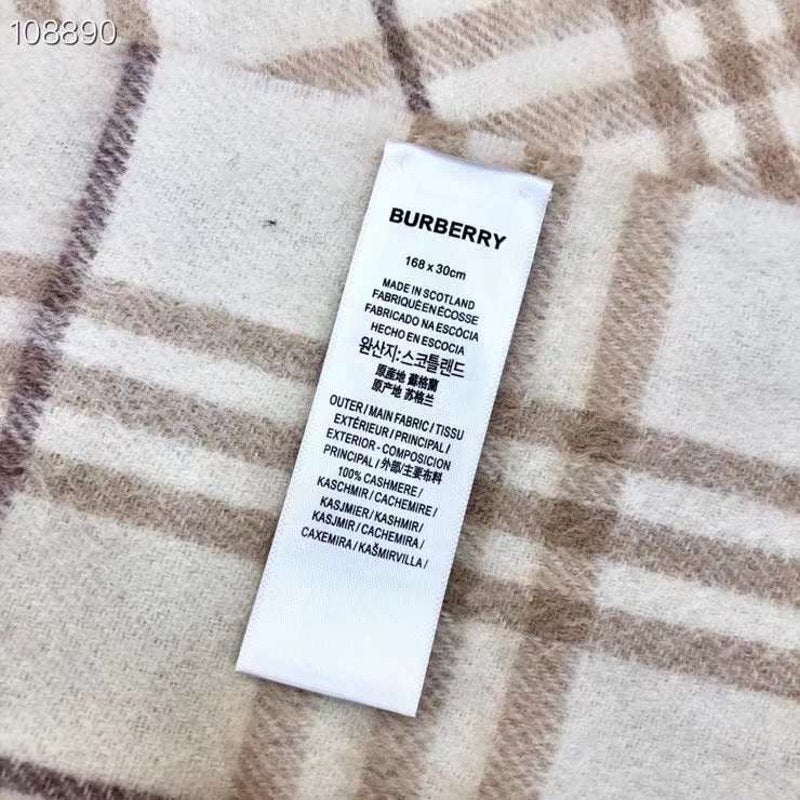 108890
BURBERRY
168 x 30cm
MADE IN SCOTLAND
FABRIQUÉ EN ÉCOSSE
FABRICADO NA ESCÓCIA
HECHO EN ESCOCIA
완산지:스코틀랜드
原產地 蘇格蘭
原产地 苏格兰
OUTER / MAIN FABRIC / TISSU
EXTÉRIEUR / PRINCIPAL /
EXTERIOR - COMPOSICION
PRINCIPAL / 外部/主要布料
100% CASHMERE /
KASCHMIR / CACHEMIRE /
KASJMIER / KASHMIR /
KASJMIR / CACHEMIRA /
CAXEMIRA / KAŠMIRVILLA /